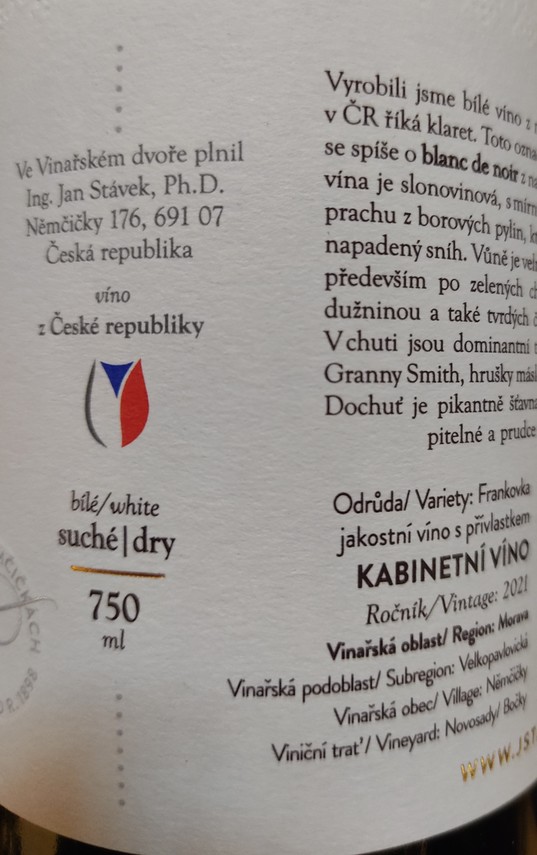 Ve Vinařském dvoře plnil
Ing. Jan Stávek, Ph.D.
Němčičky 176, 691 07
Česká republika
víno
z České republiky
bílé/white
suché|dry
750
ml
Vyrobili jsme bílé víno z
v ČR říká klaret. Toto
se spíše o blanc de noir
vína je slonovinová,
prachu z borových pylin,
napadený sníh. Vůně je
především po zelených
dužninou a také tvrdých
V chuti jsou dominantní
Granny Smith, hrušky
Dochuť je pikantně
pitelné a prudce
Odrůda/ Variety: Frankovka
jakostní víno s přívlastkem
KABINETNÍ VÍNO
Ročník/Vintage: 2021
Vinařská oblast/ Region: Morava
Vinařská podoblast/ Subregion: Velkopavlovická
Vinařská obec/ Village: Němčičky
Viniční trať/ Vineyard: Novosady/ Bočky